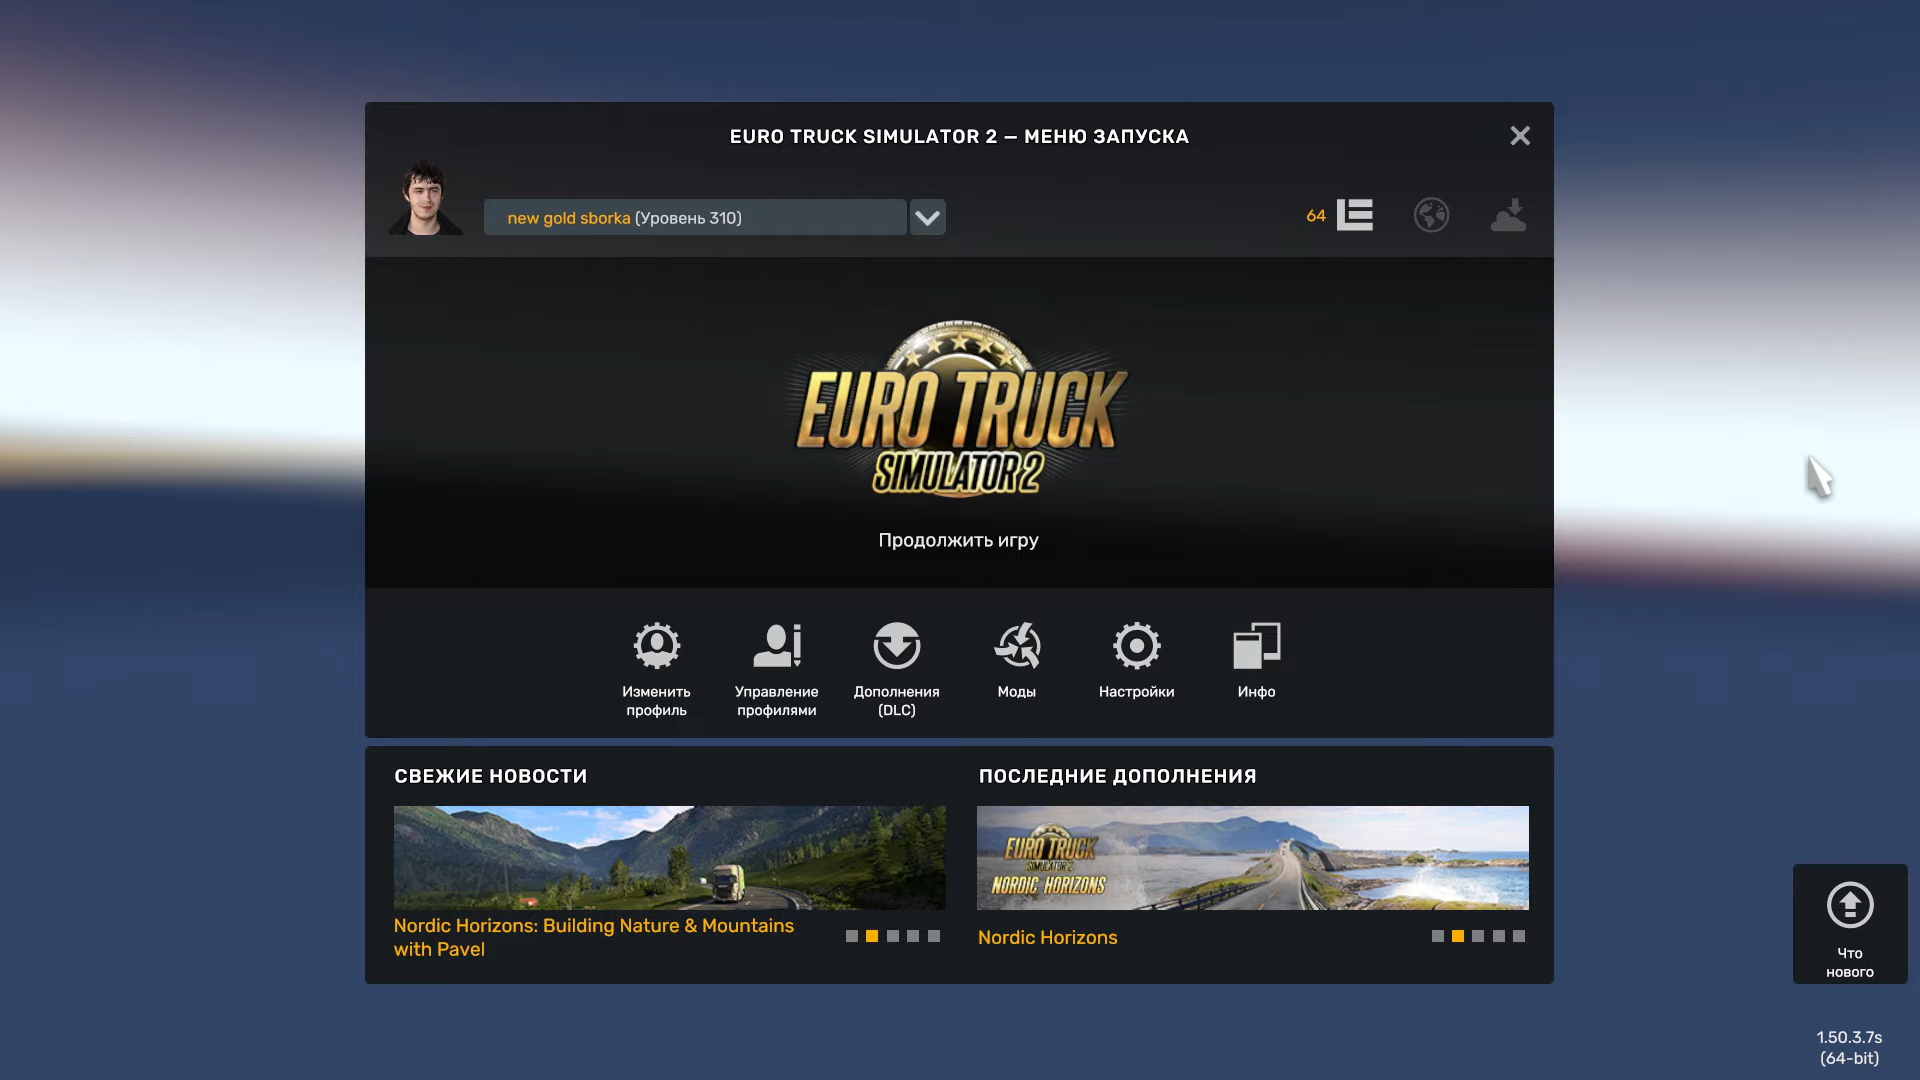 EURO TRUCK SIMULATOR 2 — МЕНЮ ЗАПУСКА
new gold sborka (Уровень 310)
64
EURO TRUCK
SIMULATOR 2
Продолжить игру
Изменить
профиль
Управление
профилями
Дополнения
(DLC)
Моды
Настройки
Инфо
СВЕЖИЕ НОВОСТИ
Nordic Horizons: Building Nature & Mountains
with Pavel
ПОСЛЕДНИЕ ДОПОЛНЕНИЯ
EURO TRUCK
SIMULATOR 2
NORDIC HORIZONS
Nordic Horizons
Что
нового
1.50.3.7s
(64-bit)